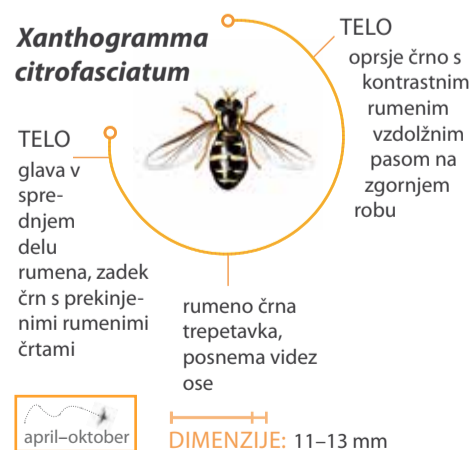 Xanthogramma
citrofasciatum
TELO
oprsje črno s
kontrastnim
rumenim
vzdolžnim
pasom na
zgornjem
robu
TELO
glava v
spre-
dnjem
delu
rumena, zadek
črn s prekinje-
nimi rumenimi
črtami
rumeno črna
trepetavka,
posnema videz
ose
april–oktober
DIMENZIJE: 11–13 mm